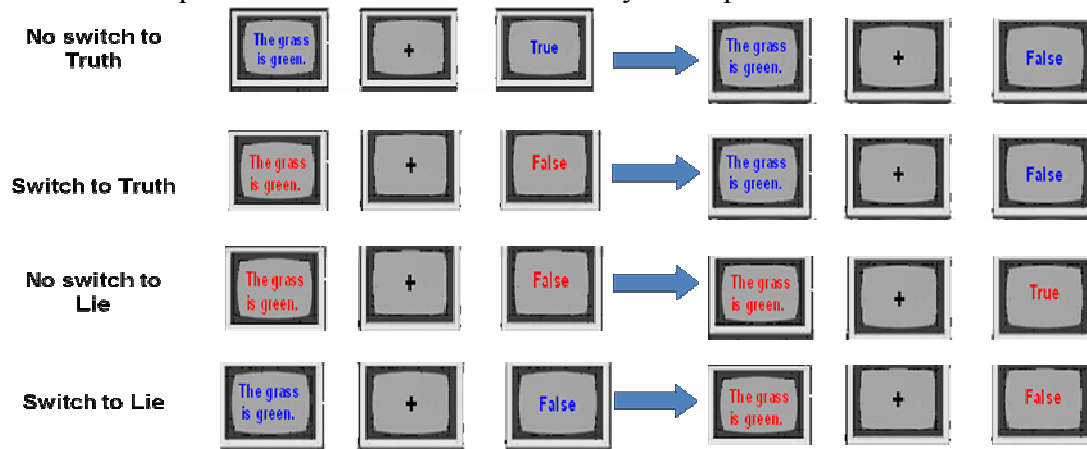 No switch to
Truth
The grass
is green.
+
True
The grass
is green.
+
False
Switch to Truth
The grass
is green.
+
False
The grass
is green.
+
False
No switch to
Lie
The grass
is green.
+
False
The grass
is green.
+
True
Switch to Lie
The grass
is green.
+
False
The grass
is green.
+
False